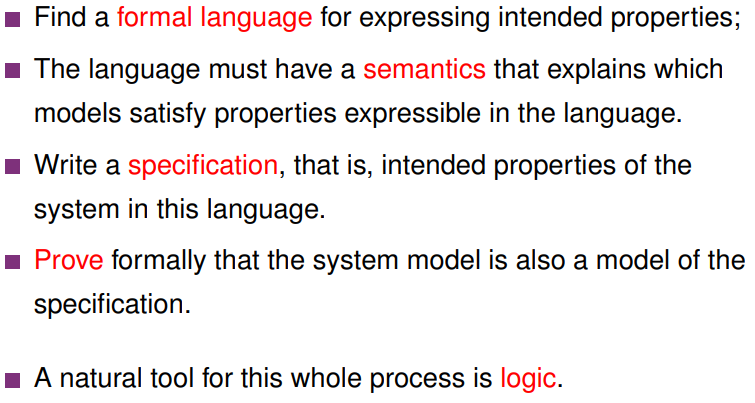 Find a formal language for expressing intended properties;
The language must have a semantics that explains which
models satisfy properties expressible in the language.
Write a specification, that is, intended properties of the
system in this language.
Prove formally that the system model is also a model of the
specification.
A natural tool for this whole process is logic.